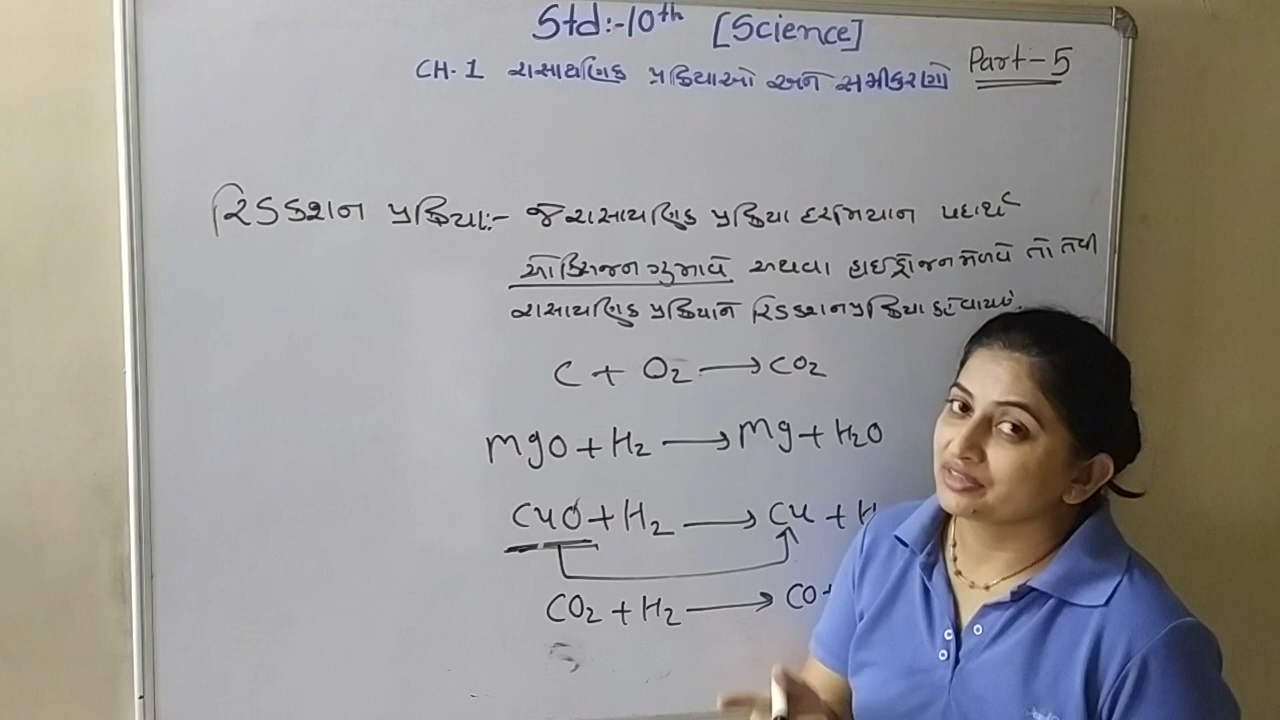 Std:-10th [Science]
CH.1 રાસાયણિક પ્રક્રિયાઓ અને સમીકરણો Part-5
રિડક્શન પ્રક્રિયા:- જે રાસાયણિક પ્રક્રિયા દરમિયાન પદાર્થ
ઓક્સિજન ગુમાવે અથવા હાઈડ્રોજન મેળવે તો તેવી
રાસાયણિક પ્રક્રિયાને રિડક્શન પ્રક્રિયા કહેવાય છે.
C + O2 ⟶ CO2
MgO + H2 ⟶ Mg + H2O
CuO + H2 ⟶ Cu + H
CO2 + H2 ⟶ CO +